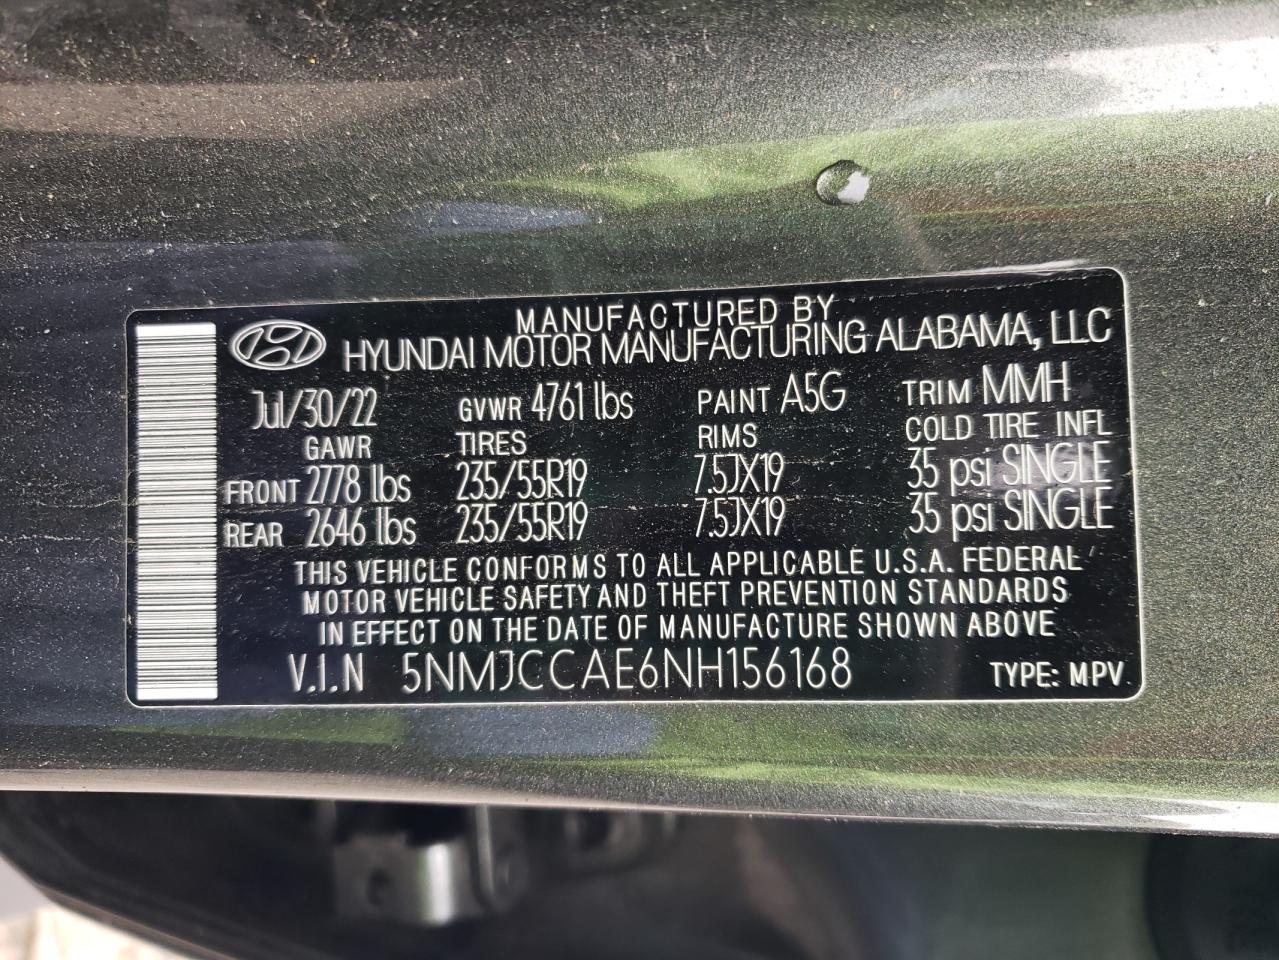 MANUFACTURED BY
HYUNDAI MOTOR MANUFACTURING ALABAMA, LLC
Jul/30/22 GVWR 4761 lbs PAINT A5G TRIM MMH
GAWR TIRES RIMS COLD TIRE INFL
FRONT 2778 lbs 235/55R19 7.5JX19 35 psi SINGLE
REAR 2646 lbs 235/55R19 7.5JX19 35 psi SINGLE
THIS VEHICLE CONFORMS TO ALL APPLICABLE U.S.A. FEDERAL
MOTOR VEHICLE SAFETY AND THEFT PREVENTION STANDARDS
IN EFFECT ON THE DATE OF MANUFACTURE SHOWN ABOVE
V.I.N 5NMJCCAE6NH156168 TYPE: MPV